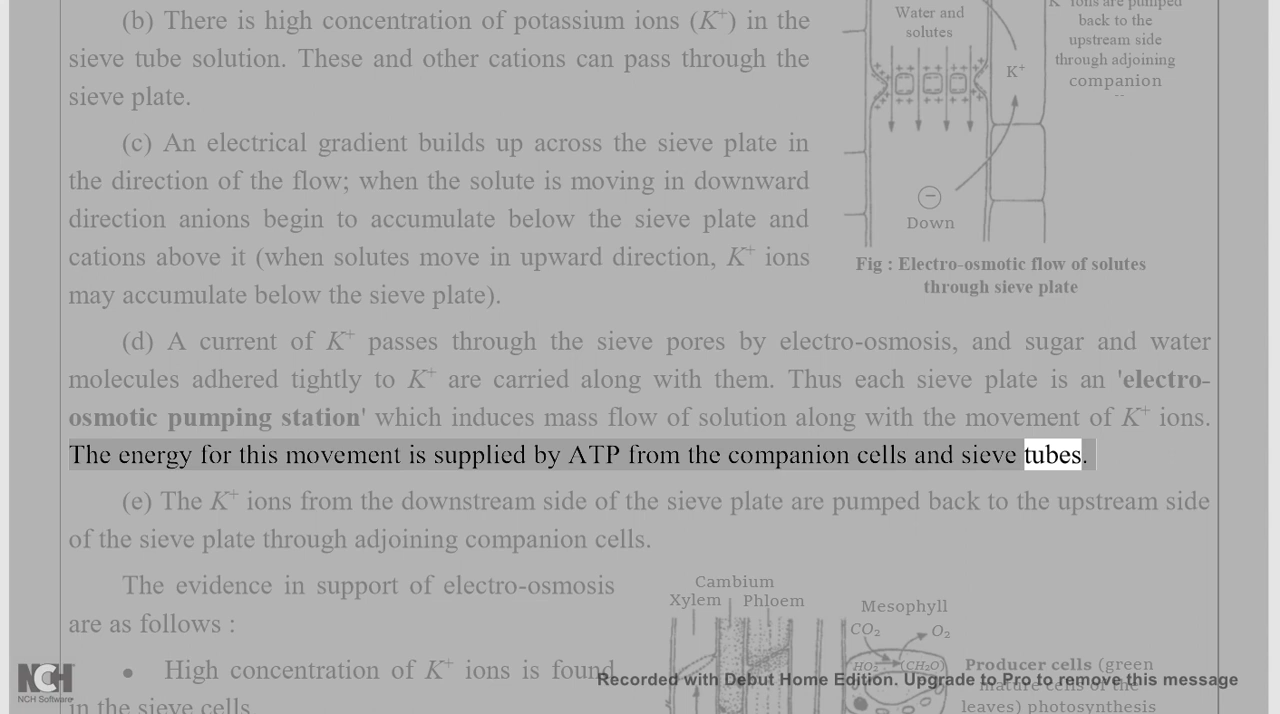 (b) There is high concentration of potassium ions (K+) in the
sieve tube solution. These and other cations can pass through the
sieve plate.
(c) An electrical gradient builds up across the sieve plate in
the direction of the flow; when the solute is moving in downward
direction anions begin to accumulate below the sieve plate and
cations above it (when solutes move in upward direction, K+ ions
may accumulate below the sieve plate).
Water and
solutes
K+
K+ ions are pumped
back to the
upstream side
through adjoining
companion
−
Down
Fig : Electro-osmotic flow of solutes
through sieve plate
(d) A current of K+ passes through the sieve pores by electro-osmosis, and sugar and water
molecules adhered tightly to K+ are carried along with them. Thus each sieve plate is an 'electro-
osmotic pumping station' which induces mass flow of solution along with the movement of K+ ions.
The energy for this movement is supplied by ATP from the companion cells and sieve tubes.
(e) The K+ ions from the downstream side of the sieve plate are pumped back to the upstream side
of the sieve plate through adjoining companion cells.
The evidence in support of electro-osmosis
are as follows :
• High concentration of K+ ions is found
in the sieve cells.
Cambium
Xylem
Phloem
Mesophyll
CO2
O2
(CH2O)
Producer cells (green
mature cells of the
leaves) photosynthesis
NCH
NCH Software
Recorded with Debut Home Edition. Upgrade to Pro to remove this message